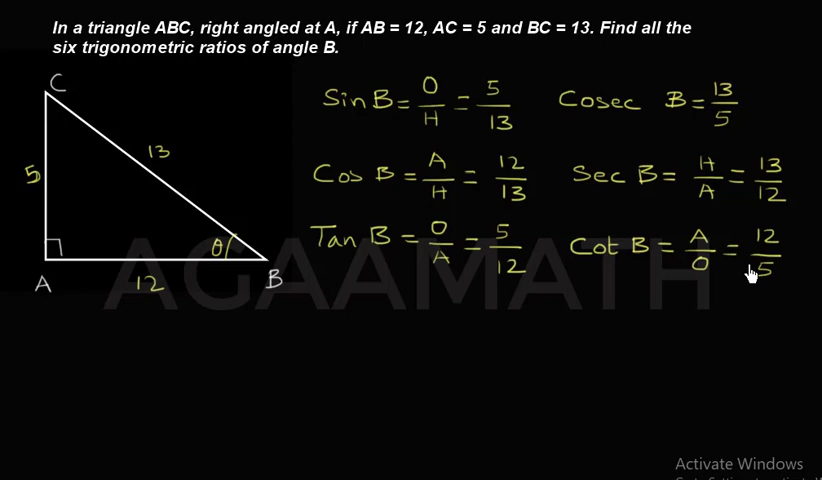 In a triangle ABC, right angled at A, if AB = 12, AC = 5 and BC = 13. Find all the
six trigonometric ratios of angle B.
C
5
13
θ
A
12
B
Sin B = O/H = 5/13
Cosec B = 13/5
Cos B = A/H = 12/13
Sec B = H/A = 13/12
Tan B = O/A = 5/12
Cot B = A/O = 12/5
AGAAMATH
Activate Windows